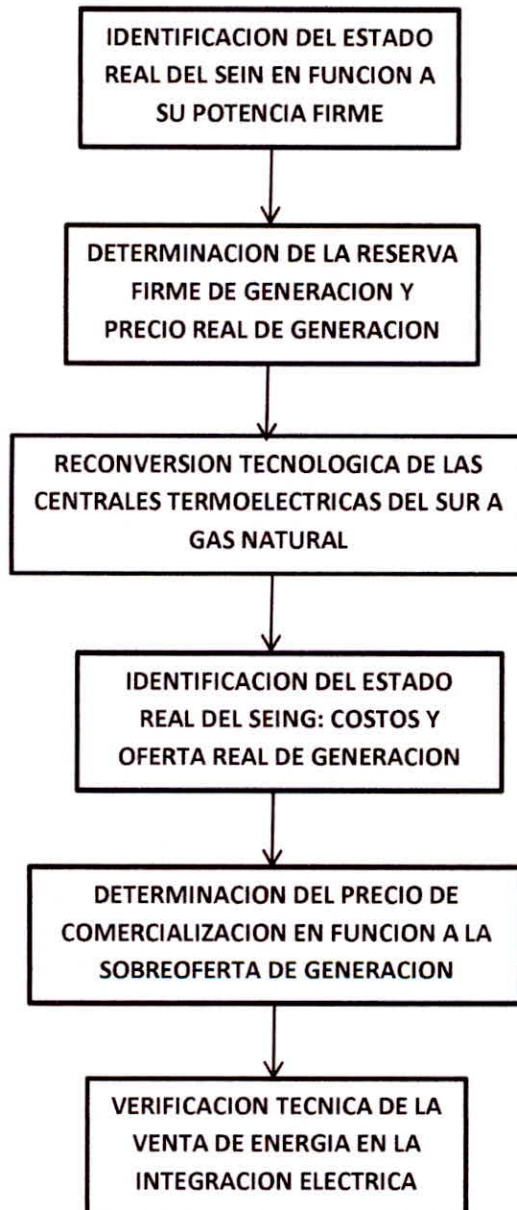 IDENTIFICACION DEL ESTADO
REAL DEL SEIN EN FUNCION A
SU POTENCIA FIRME
DETERMINACION DE LA RESERVA
FIRME DE GENERACION Y
PRECIO REAL DE GENERACION
RECONVERSION TECNOLOGICA DE LAS
CENTRALES TERMOELECTRICAS DEL SUR A
GAS NATURAL
IDENTIFICACION DEL ESTADO
REAL DEL SEING: COSTOS Y
OFERTA REAL DE GENERACION
DETERMINACION DEL PRECIO DE
COMERCIALIZACION EN FUNCION A LA
SOBREOFERTA DE GENERACION
VERIFICACION TECNICA DE LA
VENTA DE ENERGIA EN LA
INTEGRACION ELECTRICA